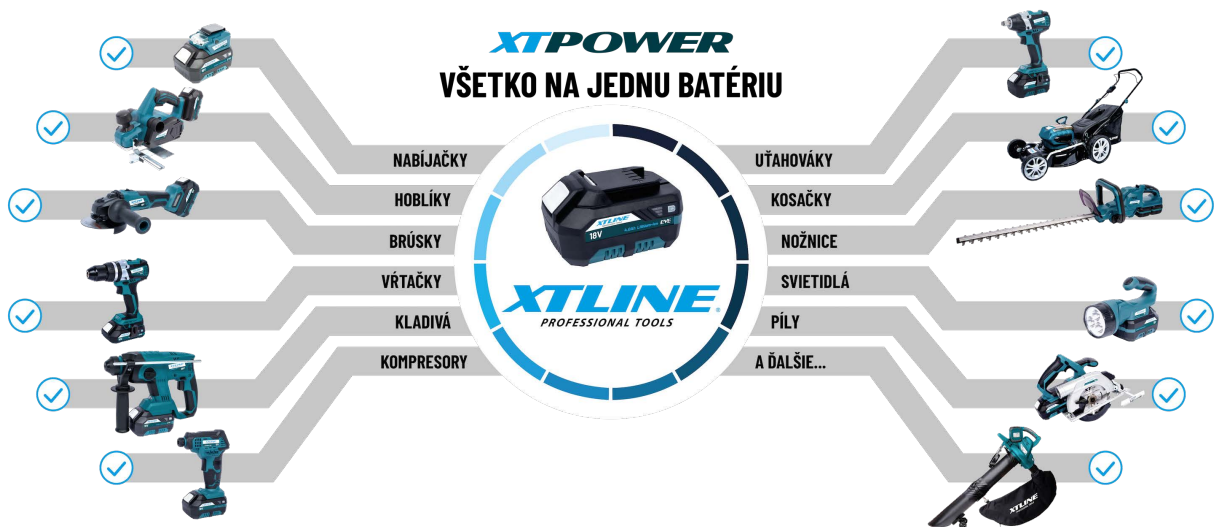 XTPOWER
VŠETKO NA JEDNU BATÉRIU
NABÍJAČKY
HOBLÍKY
BRÚSKY
VŔTAČKY
KLADIVÁ
KOMPRESORY
UŤAHOVÁKY
KOSAČKY
NOŽNICE
SVIETIDLÁ
PÍLY
A ĎALŠIE...
XTLINE
18V
XTLINE
PROFESSIONAL TOOLS
XTLINE